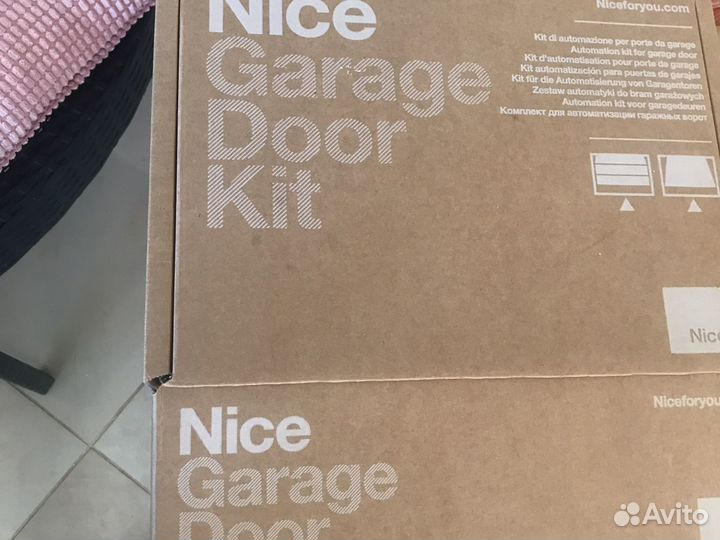 Nice
Garage
Door
Kit
Niceforyou.com
Kit di automazione per porte da garage
Automation kit for garage door
Kit d'automatisation pour porte de garage
Kit automatización para puertas de garajes
Kit für die Automatisierung von Garagentoren
Zestaw automatyki do bram garażowych
Automation kit voor garagedeuren
Комплект для автоматизации гаражных ворот
Nice
Nice
Garage
Door
Niceforyou
Avito